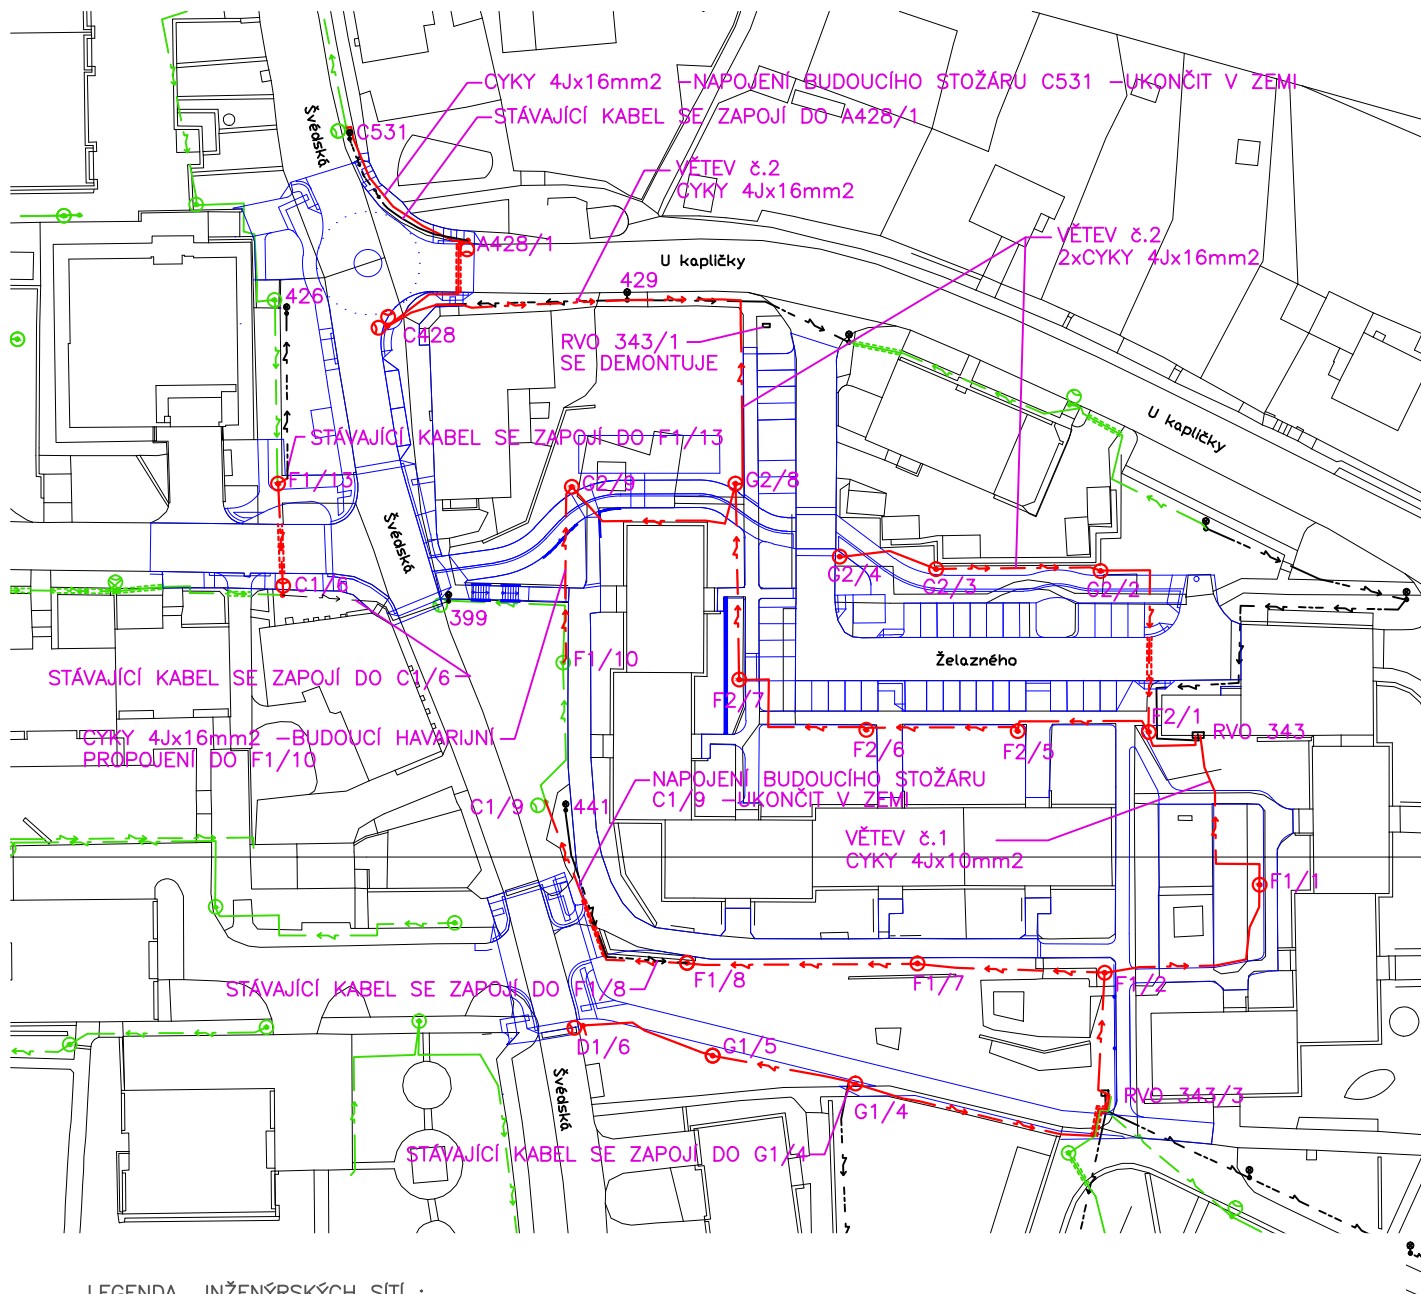 CYKY 4Jx16mm2 -NAPOJENÍ BUDOUCÍHO STOŽÁRU C531 -UKONČIT V ZEMI
STÁVAJÍCÍ KABEL SE ZAPOJÍ DO A428/1
Švédská
C531
VĚTEV č.2
CYKY 4Jx16mm2
A428/1
VĚTEV č.2
2xCYKY 4Jx16mm2
U kapličky
429
426
C428
RVO 343/1
SE DEMONTUJE
U kapličky
STÁVAJÍCÍ KABEL SE ZAPOJÍ DO F1/13
F1/13
G2/9
G2/8
Švédská
G2/4
G2/3
G2/2
C1/6
399
F1/10
Želazného
STÁVAJÍCÍ KABEL SE ZAPOJÍ DO C1/6
F2/7
F2/6
F2/5
F2/1
RVO 343
CYKY 4Jx16mm2 -BUDOUCÍ HAVARIJNÍ
PROPOJENÍ DO F1/10
NAPOJENÍ BUDOUCÍHO STOŽÁRU
C1/9 -UKONČIT V ZEMI
C1/9
441
VĚTEV č.1
CYKY 4Jx10mm2
F1/1
STÁVAJÍCÍ KABEL SE ZAPOJÍ DO F1/8
F1/8
F1/7
F1/2
D1/6
G1/5
G1/4
RVO 343/3
Švédská
STÁVAJÍCÍ KABEL SE ZAPOJÍ DO G1/4
LEGENDA INŽENÝRSKÝCH SÍTÍ :